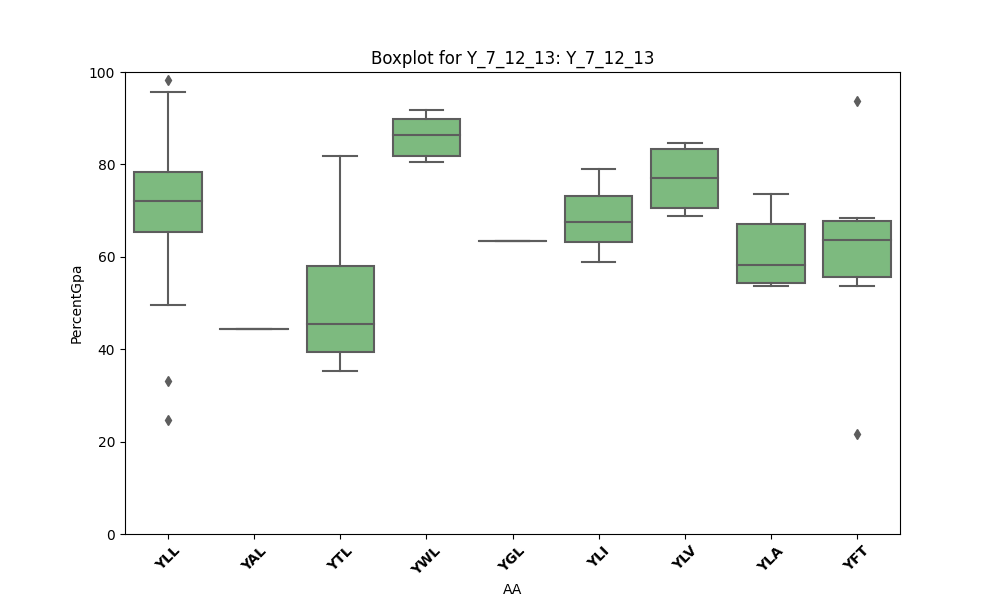 Boxplot for Y_7_12_13: Y_7_12_13
PercentGpa
100
80
60
40
20
0
YLL YAL YTL YWL YGL YLI YLV YLA YFT
AA